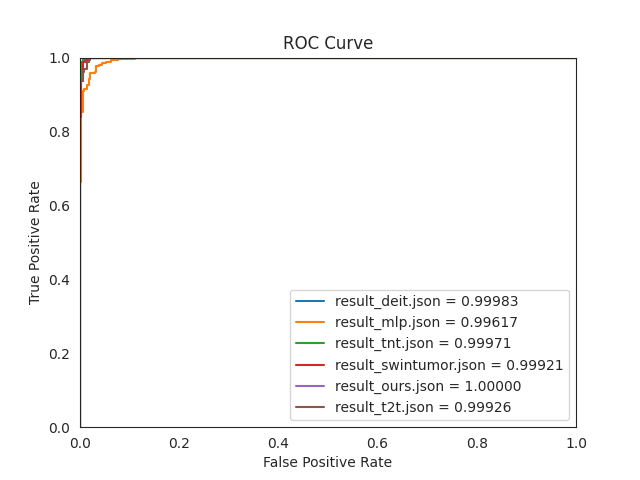 ROC Curve
True Positive Rate
1.0
0.8
0.6
0.4
0.2
0.0
result_deit.json = 0.99983
result_mlp.json = 0.99617
result_tnt.json = 0.99971
result_swintumor.json = 0.99921
result_ours.json = 1.00000
result_t2t.json = 0.99926
0.0 0.2 0.4 0.6 0.8 1.0
False Positive Rate